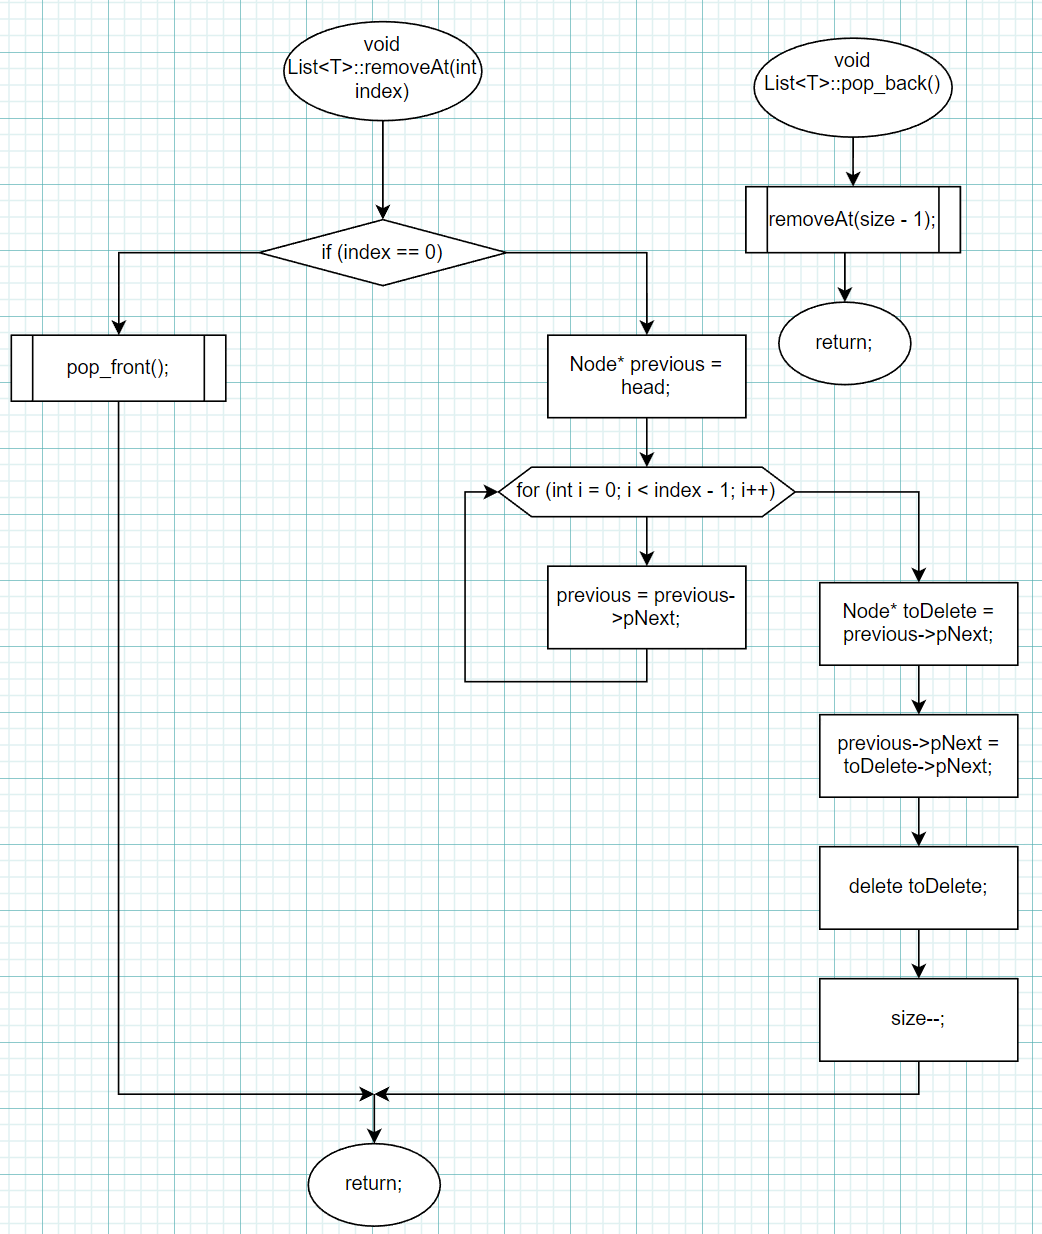 void
List<T>::removeAt(int
index)
if (index == 0)
pop_front();
Node* previous =
head;
for (int i = 0; i < index - 1; i++)
previous = previous-
>pNext;
Node* toDelete =
previous->pNext;
previous->pNext =
toDelete->pNext;
delete toDelete;
size--;
return;
void
List<T>::pop_back()
removeAt(size - 1);
return;